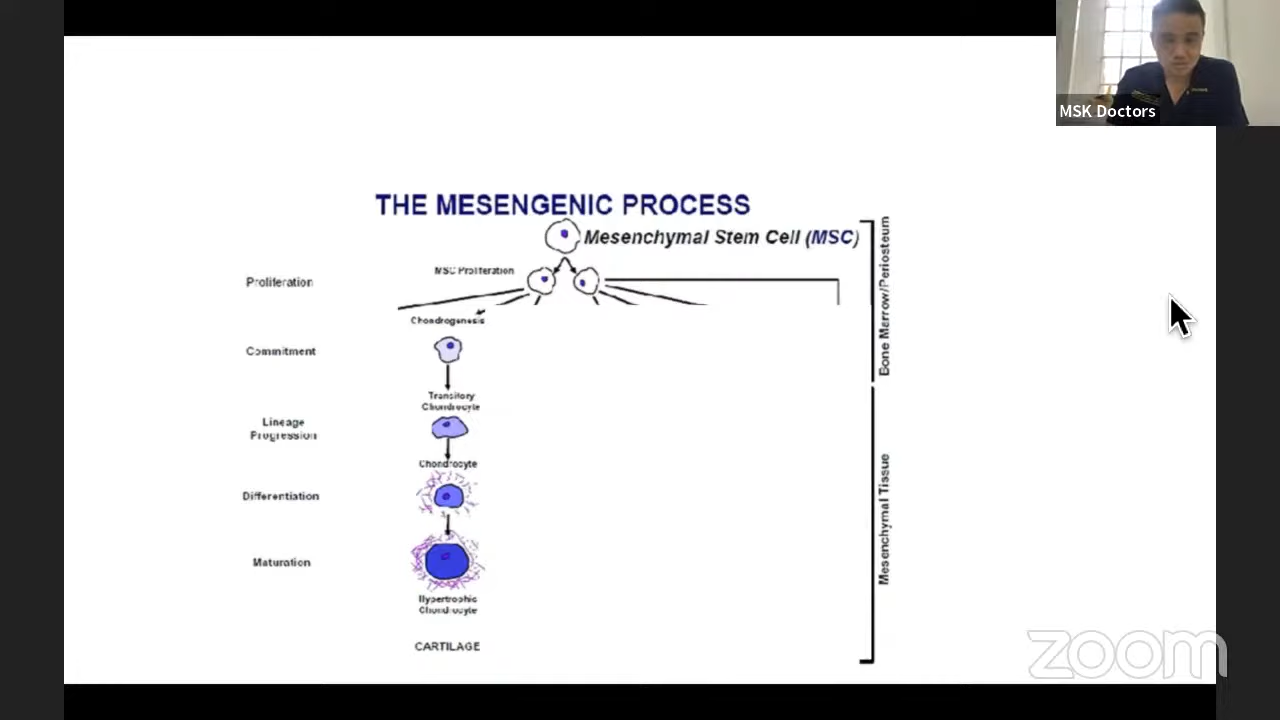 MSK Doctors
THE MESENGENIC PROCESS
Mesenchymal Stem Cell (MSC)
MSC Proliferation
Proliferation
Chondrogenesis
Commitment
Transitory
Chondrocyte
Lineage
Progression
Chondrocyte
Differentiation
Maturation
Hypertrophic
Chondrocyte
CARTILAGE
Bone Marrow/Periosteum
Mesenchymal Tissue
zoom